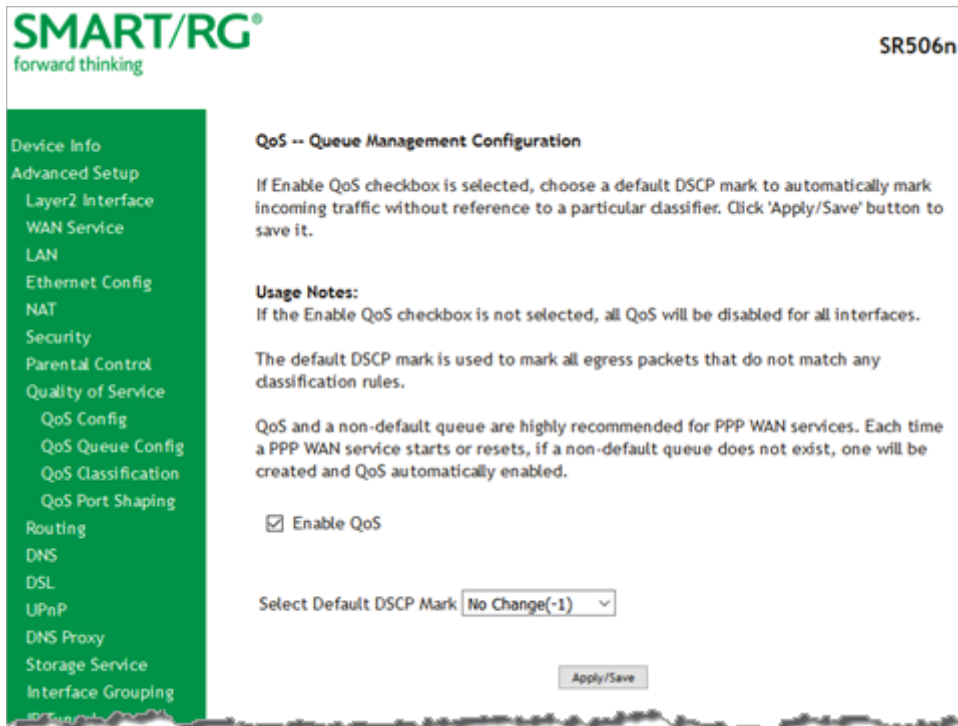 SMART/RG®
forward thinking
SR506n
Device Info
Advanced Setup
Layer2 Interface
WAN Service
LAN
Ethernet Config
NAT
Security
Parental Control
Quality of Service
QoS Config
QoS Queue Config
QoS Classification
QoS Port Shaping
Routing
DNS
DSL
UPnP
DNS Proxy
Storage Service
Interface Grouping
QoS -- Queue Management Configuration
If Enable QoS checkbox is selected, choose a default DSCP mark to automatically mark
incoming traffic without reference to a particular classifier. Click 'Apply/Save' button to
save it.
Usage Notes:
If the Enable QoS checkbox is not selected, all QoS will be disabled for all interfaces.
The default DSCP mark is used to mark all egress packets that do not match any
classification rules.
QoS and a non-default queue are highly recommended for PPP WAN services. Each time
a PPP WAN service starts or resets, if a non-default queue does not exist, one will be
created and QoS automatically enabled.
Enable QoS
Select Default DSCP Mark No Change(-1)
Apply/Save